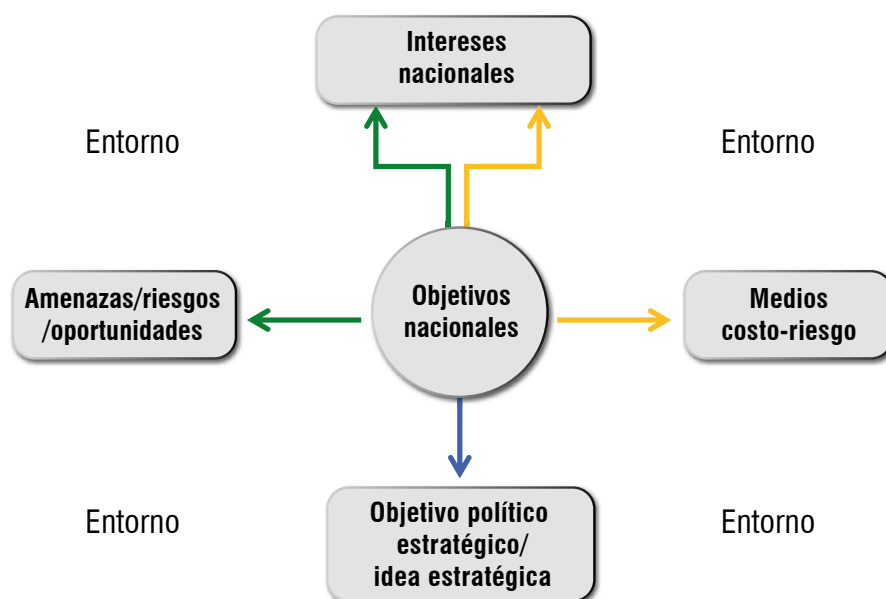 Intereses
nacionales
Entorno
Entorno
Amenazas/riesgos
/oportunidades
Objetivos
nacionales
Medios
costo-riesgo
Entorno
Objetivo político
estratégico/
idea estratégica
Entorno